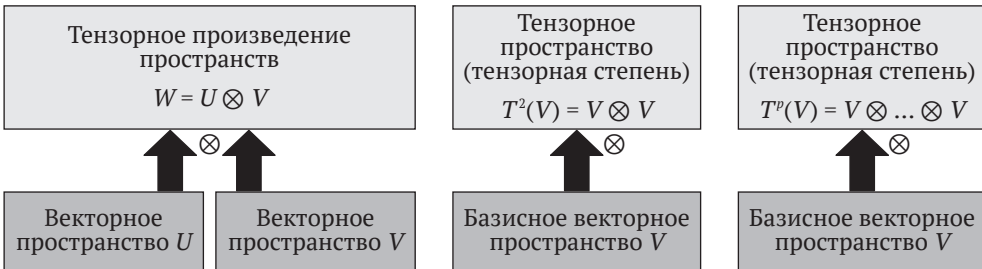 Тензорное произведение
пространств
W = U ⊗ V
⊗
Векторное
пространство U
Векторное
пространство V
Тензорное
пространство
(тензорная степень)
T²(V) = V ⊗ V
⊗
Базисное векторное
пространство V
Тензорное
пространство
(тензорная степень)
Tᵖ(V) = V ⊗ ... ⊗ V
⊗
Базисное векторное
пространство V